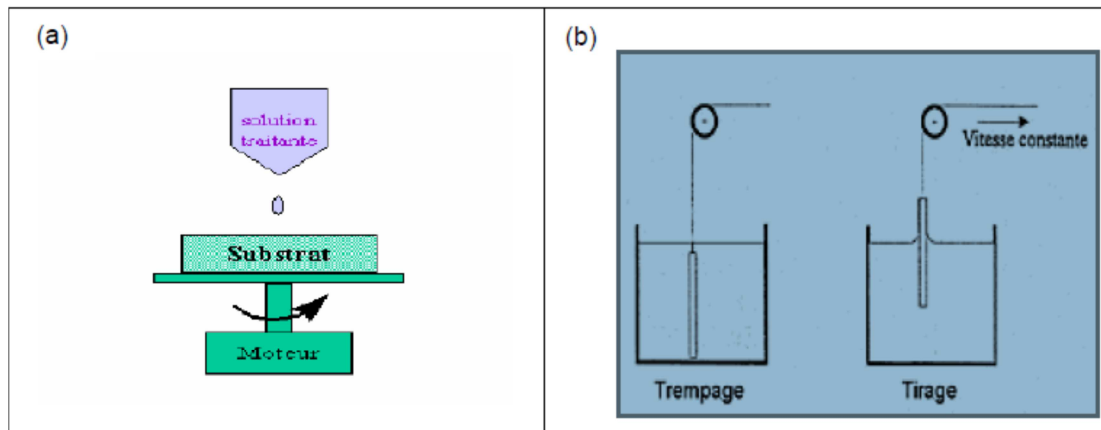 (a)
solution
traitante
Substrat
Moteur
(b)
Vitesse constante
Trempage
Tirage